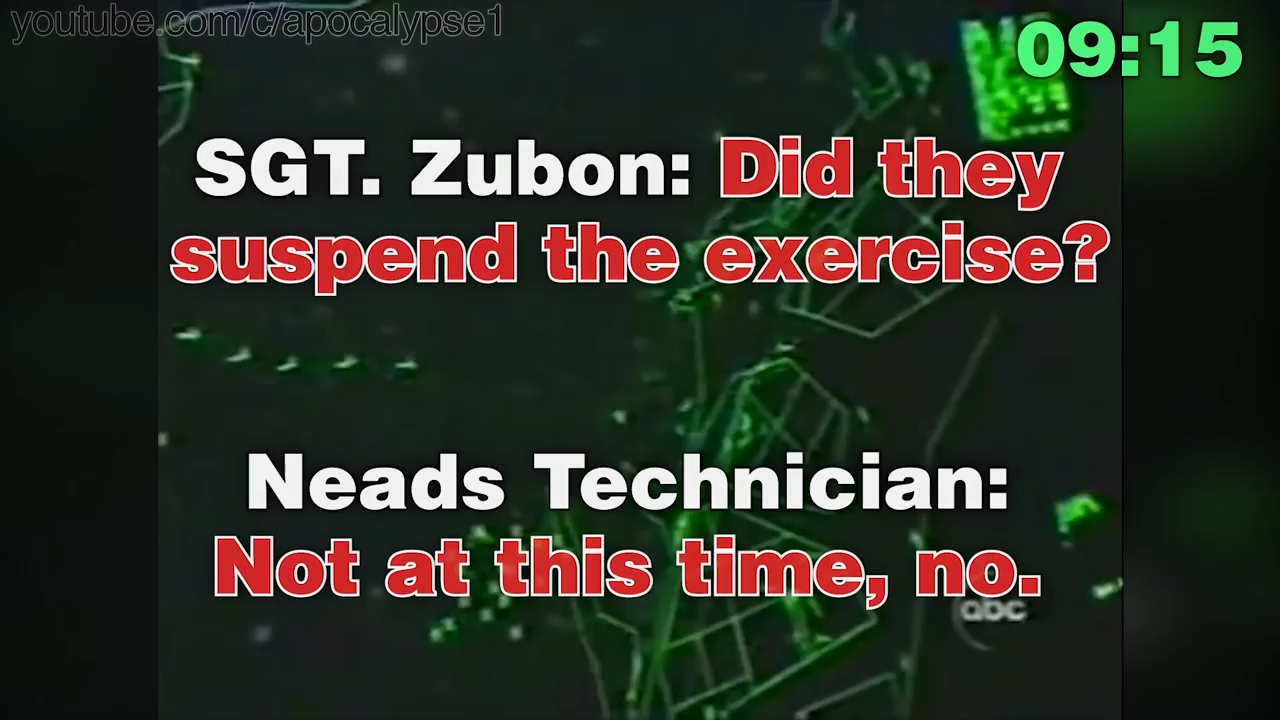 youtube.com/c/apocalypse1
09:15
SGT. Zubon: Did they
suspend the exercise?
Neads Technician:
Not at this time, no.
abc